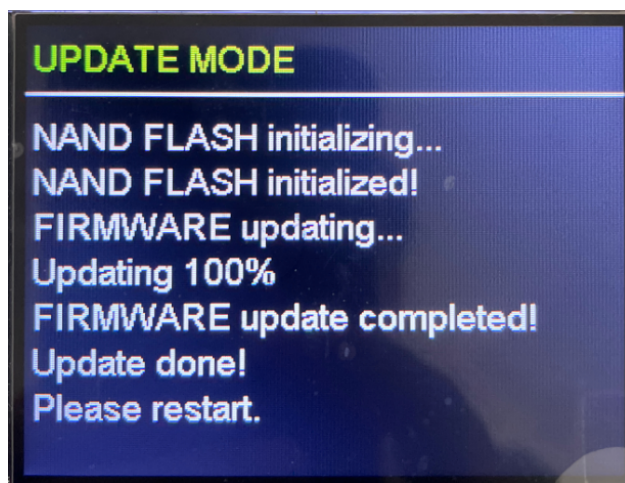 UPDATE MODE
NAND FLASH initializing...
NAND FLASH initialized!
FIRMWARE updating...
Updating 100%
FIRMWARE update completed!
Update done!
Please restart.